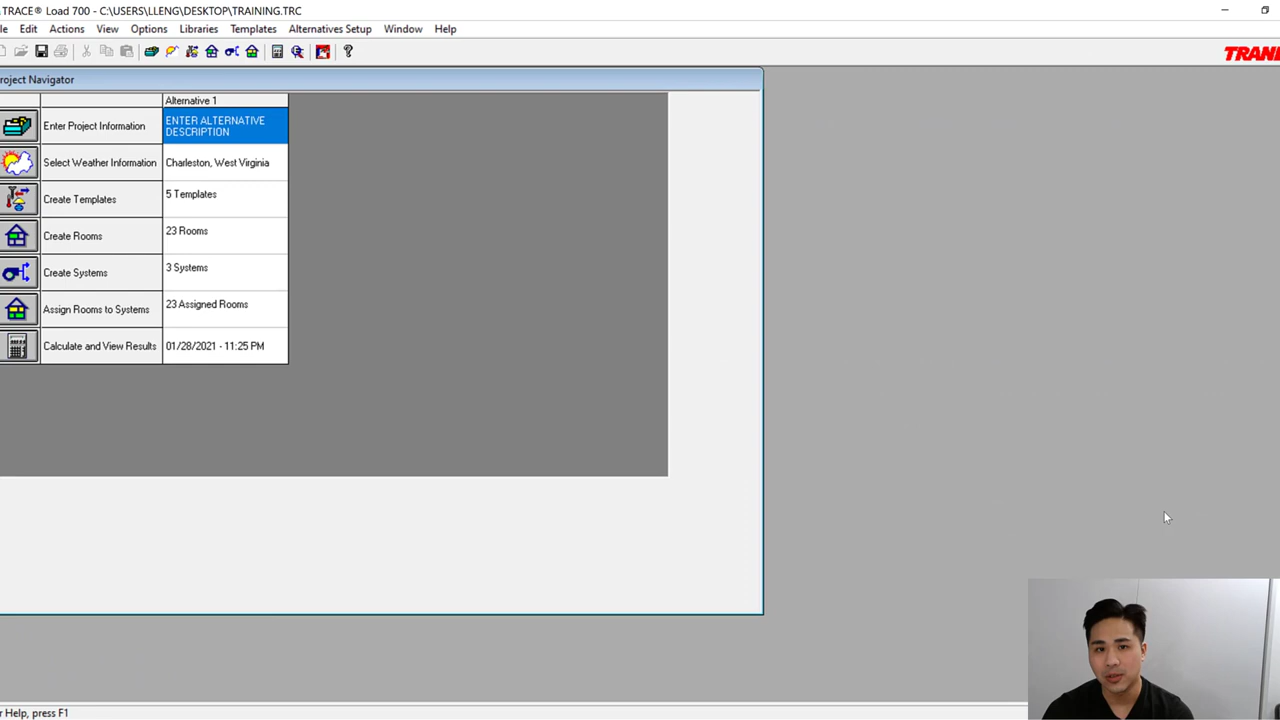 TRACE® Load 700 - C:\USERS\LLENG\DESKTOP\TRAINING.TRC
le Edit Actions View Options Libraries Templates Alternatives Setup Window Help
TRAN
roject Navigator
Alternative 1
Enter Project Information
ENTER ALTERNATIVE
DESCRIPTION
Select Weather Information Charleston, West Virginia
Create Templates 5 Templates
Create Rooms 23 Rooms
Create Systems 3 Systems
Assign Rooms to Systems 23 Assigned Rooms
Calculate and View Results 01/28/2021 - 11:25 PM
r Help, press F1